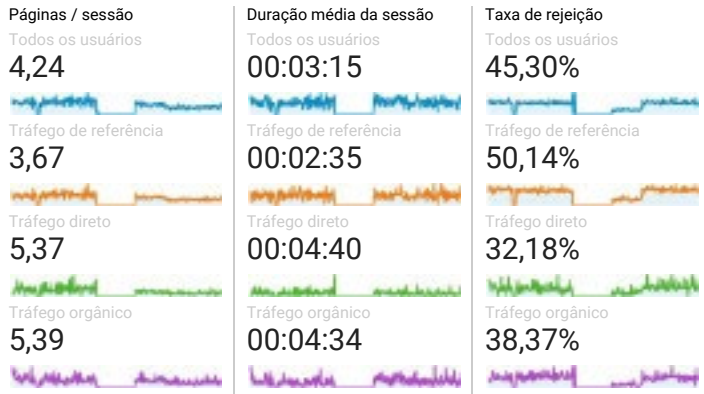 Páginas / sessão
Todos os usuários
4,24
Tráfego de referência
3,67
Tráfego direto
5,37
Tráfego orgânico
5,39
Duração média da sessão
Todos os usuários
00:03:15
Tráfego de referência
00:02:35
Tráfego direto
00:04:40
Tráfego orgânico
00:04:34
Taxa de rejeição
Todos os usuários
45,30%
Tráfego de referência
50,14%
Tráfego direto
32,18%
Tráfego orgânico
38,37%